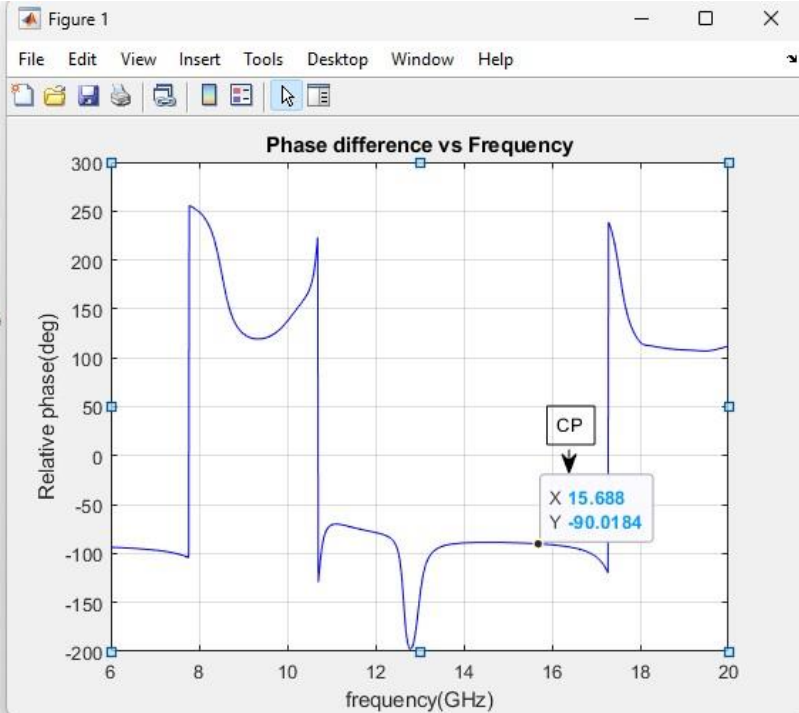 Figure 1
File Edit View Insert Tools Desktop Window Help
Phase difference vs Frequency
300
250
200
150
100
50
0
-50
-100
-150
-200
Relative phase(deg)
CP
X 15.688
Y -90.0184
6 8 10 12 14 16 18 20
frequency(GHz)